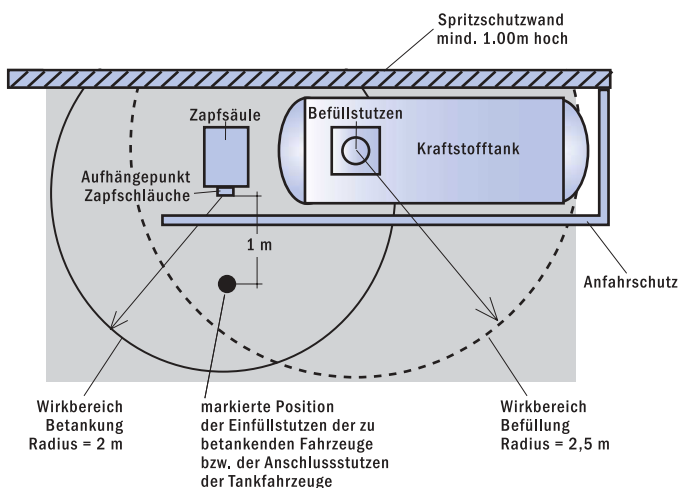 Spritzschutzwand
mind. 1.00m hoch
Zapfsäule
Befüllstutzen
Kraftstofftank
Aufhängepunkt
Zapfschläuche
1 m
Anfahrschutz
Wirkbereich
Betankung
Radius = 2 m
markierte Position
der Einfüllstutzen der zu
betankenden Fahrzeuge
bzw. der Anschlussstutzen
der Tankfahrzeuge
Wirkbereich
Befüllung
Radius = 2,5 m